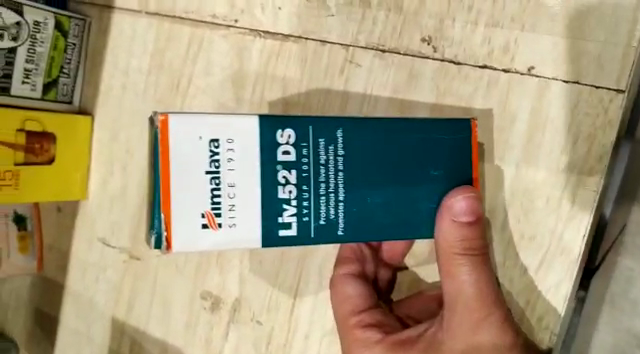 Himalaya
SINCE 1930
Liv.52® DS
SYRUP 100ml
Protects the liver against
various hepatotoxins.
Promotes appetite and growth.
THE SIDHPUR